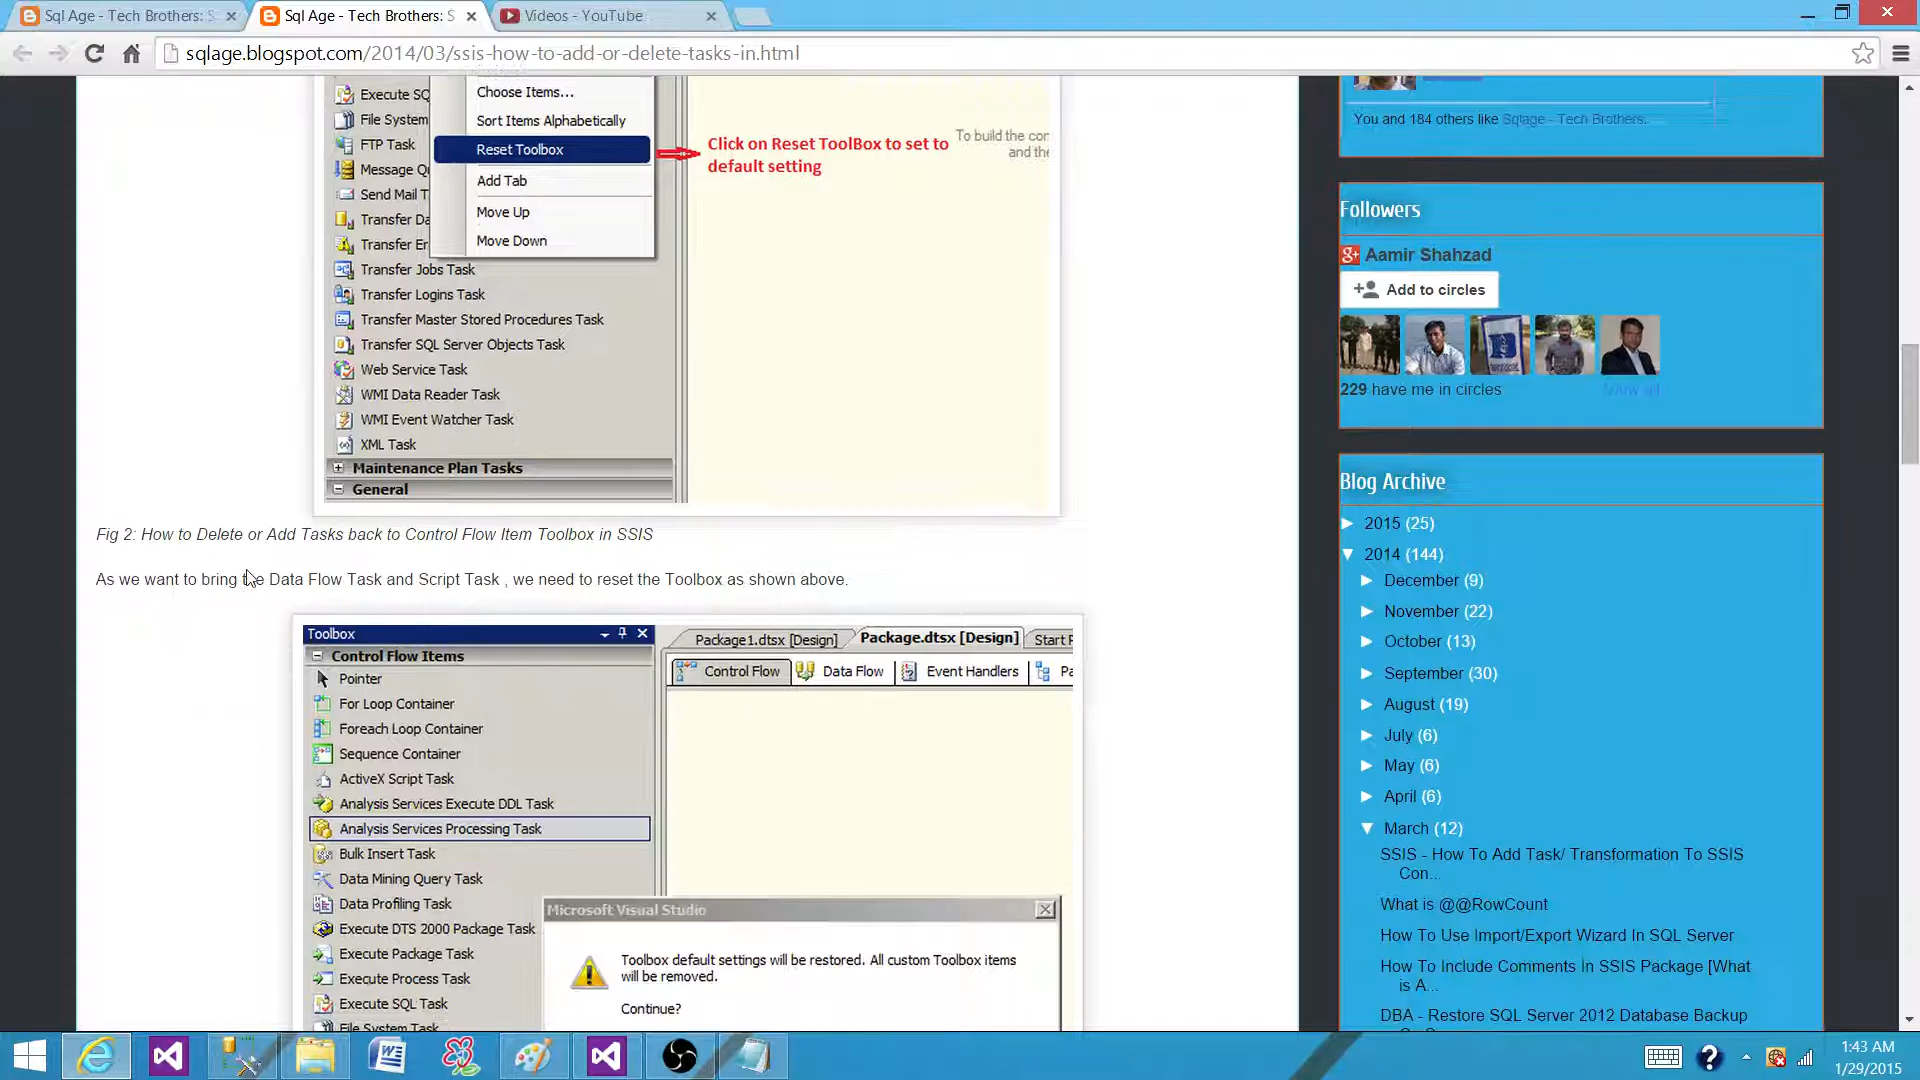 Sql Age - Tech Brothers: S
Sql Age - Tech Brothers: S
Videos - YouTube
sqlage.blogspot.com/2014/03/ssis-how-to-add-or-delete-tasks-in.html
Execute SQ
File System
FTP Task
Message Q
Send Mail T
Transfer Da
Transfer Er
Transfer Jobs Task
Transfer Logins Task
Transfer Master Stored Procedures Task
Transfer SQL Server Objects Task
Web Service Task
WMI Data Reader Task
WMI Event Watcher Task
XML Task
Maintenance Plan Tasks
General
Choose Items...
Sort Items Alphabetically
Reset Toolbox
Add Tab
Move Up
Move Down
Click on Reset ToolBox to set to
default setting
To build the cor
and the
Fig 2: How to Delete or Add Tasks back to Control Flow Item Toolbox in SSIS
As we want to bring the Data Flow Task and Script Task , we need to reset the Toolbox as shown above.
Toolbox
Control Flow Items
Pointer
For Loop Container
Foreach Loop Container
Sequence Container
ActiveX Script Task
Analysis Services Execute DDL Task
Analysis Services Processing Task
Bulk Insert Task
Data Mining Query Task
Data Profiling Task
Execute DTS 2000 Package Task
Execute Package Task
Execute Process Task
Execute SQL Task
File System Task
Package1.dtsx [Design]
Package.dtsx [Design]
Start P
Control Flow
Data Flow
Event Handlers
Pa
Microsoft Visual Studio
Toolbox default settings will be restored. All custom Toolbox items
will be removed.
Continue?
You and 184 others like Sqlage - Tech Brothers.
Followers
Aamir Shahzad
Add to circles
229 have me in circles
View all
Blog Archive
► 2015 (25)
▼ 2014 (144)
► December (9)
► November (22)
► October (13)
► September (30)
► August (19)
► July (6)
► May (6)
► April (6)
▼ March (12)
SSIS - How To Add Task/ Transformation To SSIS
Con...
What is @@RowCount
How To Use Import/Export Wizard In SQL Server
How To Include Comments in SSIS Package [What
is A...
DBA - Restore SQL Server 2012 Database Backup
1:43 AM
1/29/2015